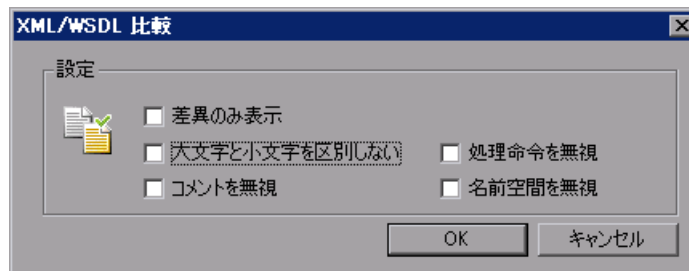 XML/WSDL 比較
設定
差異のみ表示
大文字と小文字を区別しない
処理命令を無視
コメントを無視
名前空間を無視
OK
キャンセル